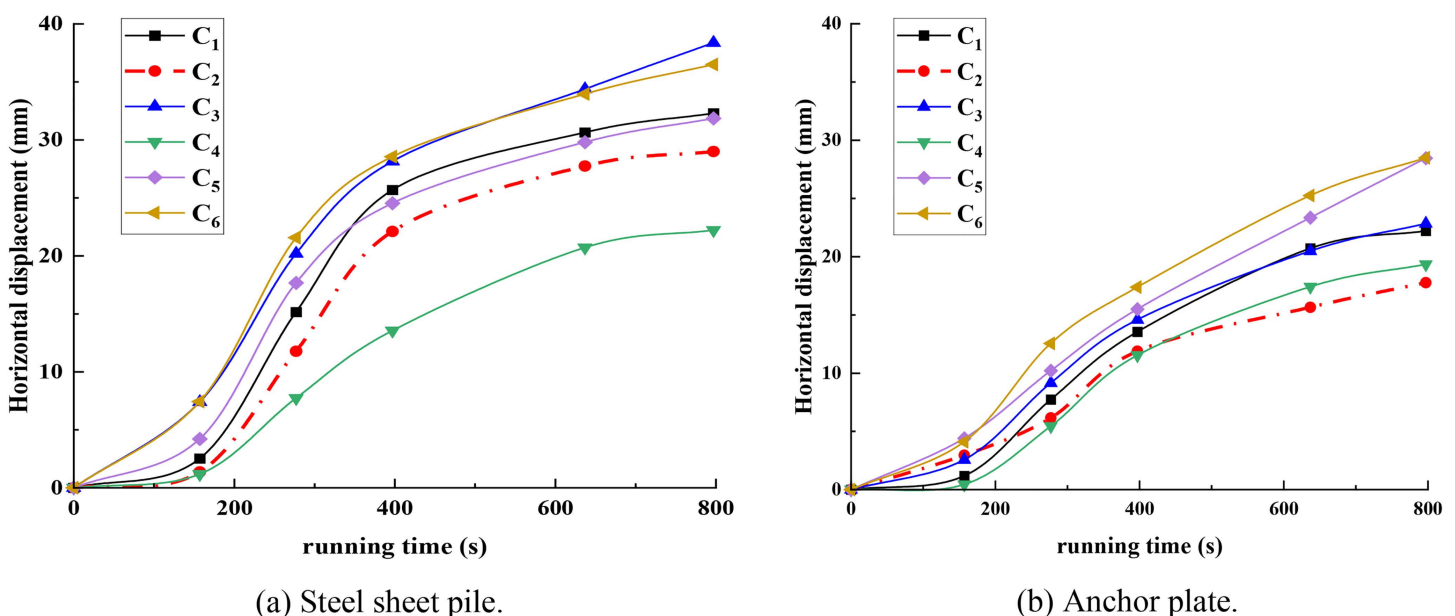 40
30
20
10
0
Horizontal displacement (mm)
C1
C2
C3
C4
C5
C6
0 200 400 600 800
running time (s)
(a) Steel sheet pile.
40
30
20
10
0
Horizontal displacement (mm)
C1
C2
C3
C4
C5
C6
0 200 400 600 800
running time (s)
(b) Anchor plate.